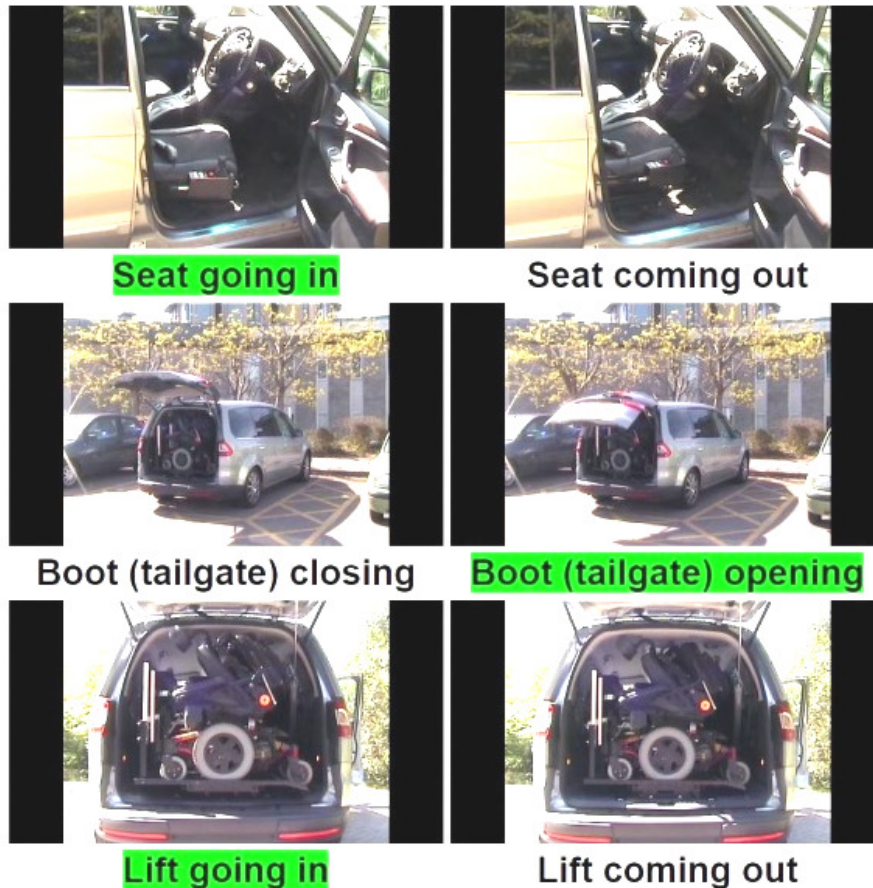 Seat going in
Seat coming out
Boot (tailgate) closing
Boot (tailgate) opening
Lift going in
Lift coming out